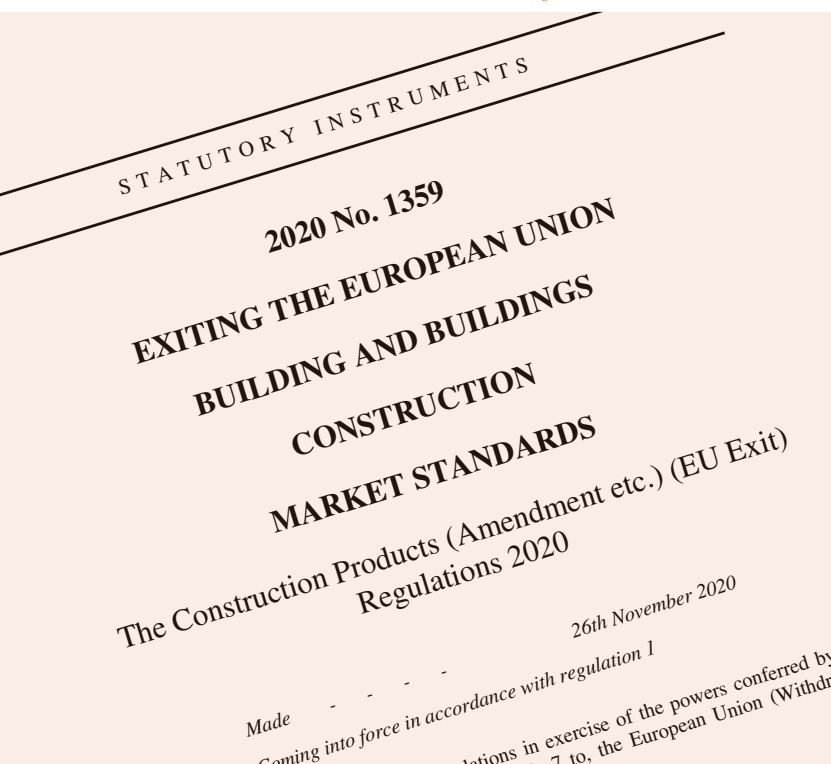 STATUTORY INSTRUMENTS
2020 No. 1359
EXITING THE EUROPEAN UNION
BUILDING AND BUILDINGS
CONSTRUCTION
MARKET STANDARDS
The Construction Products (Amendment etc.) (EU Exit)
Regulations 2020
Made - - - - 26th November 2020
Coming into force in accordance with regulation 1
in exercise of the powers conferred by
7 to, the European Union